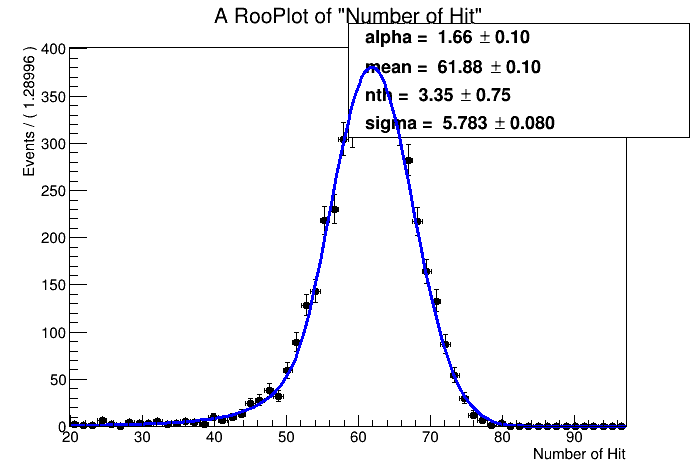 A RooPlot of "Number of Hit"
alpha = 1.66 ± 0.10
mean = 61.88 ± 0.10
nth = 3.35 ± 0.75
sigma = 5.783 ± 0.080
Events / ( 1.28996 )
400
350
300
250
200
150
100
50
0
20 30 40 50 60 70 80 90
Number of Hit